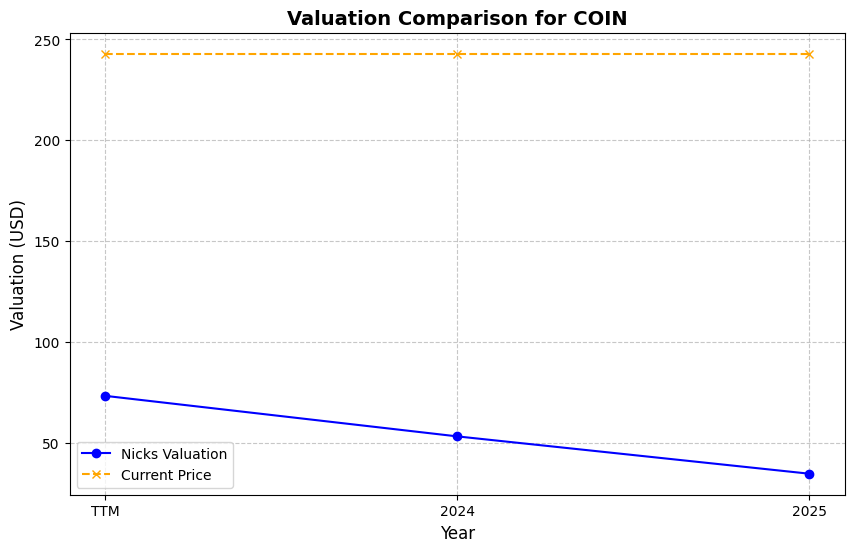 Valuation Comparison for COIN
Valuation (USD)
250
200
150
100
50
Nicks Valuation
Current Price
TTM
2024
2025
Year